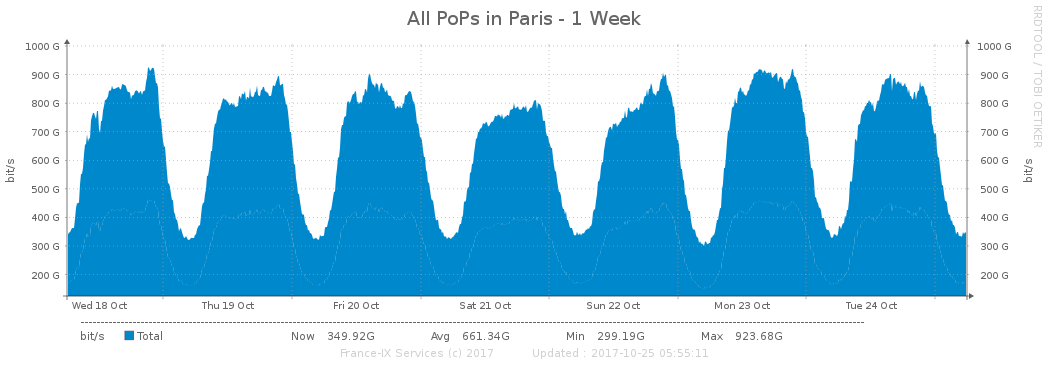 All PoPs in Paris - 1 Week
RRDTOOL / TOBI OETIKER
bit/s
1000 G
900 G
800 G
700 G
600 G
500 G
400 G
300 G
200 G
1000 G
900 G
800 G
700 G
600 G
500 G
400 G
300 G
200 G
bit/s
Wed 18 Oct Thu 19 Oct Fri 20 Oct Sat 21 Oct Sun 22 Oct Mon 23 Oct Tue 24 Oct
bit/s Total Now 349.92G Avg 661.34G Min 299.19G Max 923.68G
France-IX Services (c) 2017 Updated : 2017-10-25 05:55:11